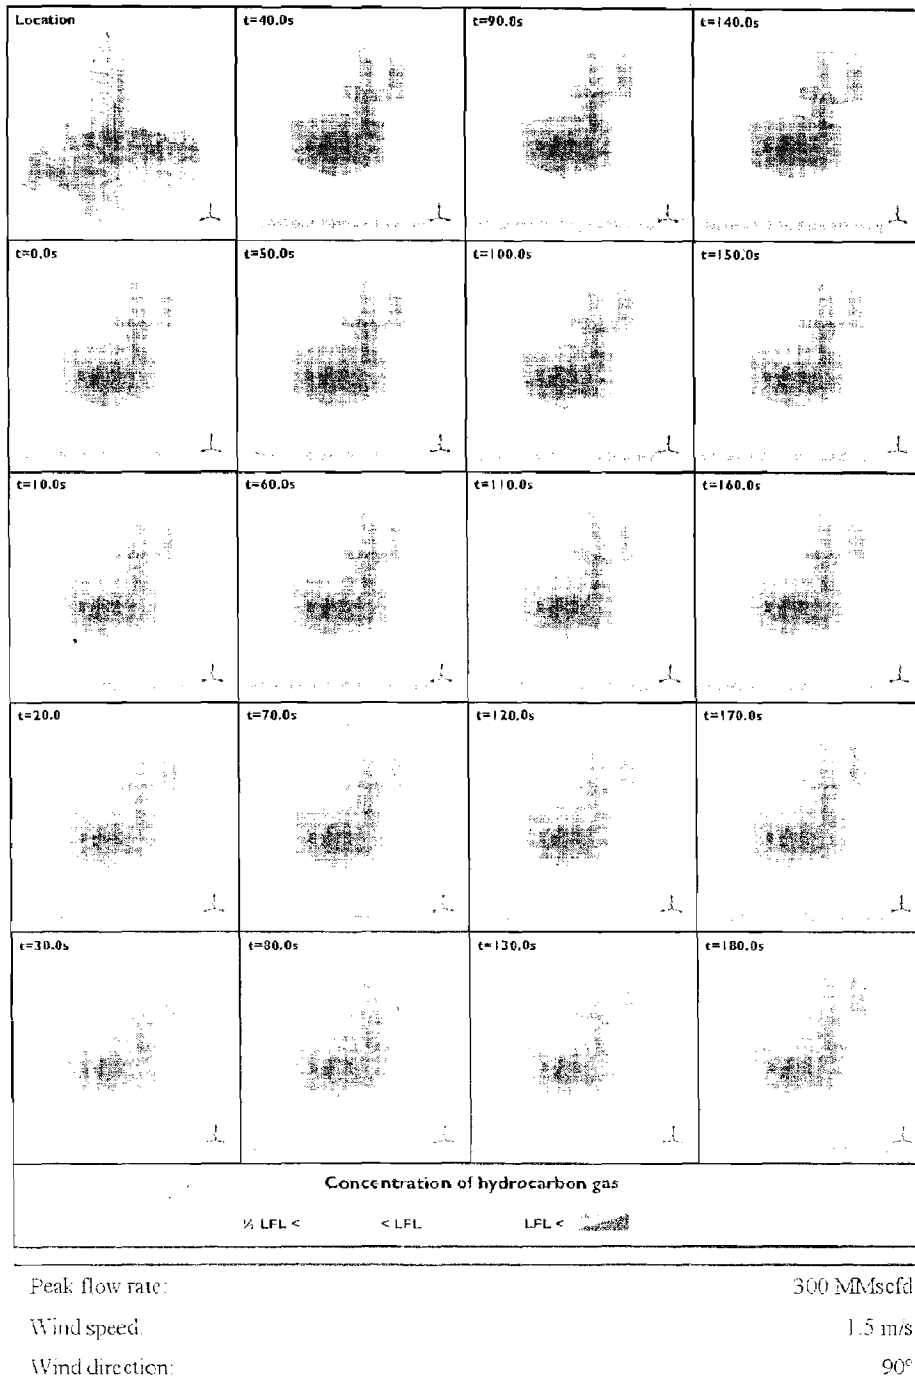 Location
t=40.0s
t=90.0s
t=140.0s
t=0.0s
t=50.0s
t=100.0s
t=150.0s
t=10.0s
t=60.0s
t=110.0s
t=160.0s
t=20.0
t=70.0s
t=120.0s
t=170.0s
t=30.0s
t=80.0s
t=130.0s
t=180.0s
Concentration of hydrocarbon gas
½ LFL < < LFL LFL <
Peak flow rate: 300 MMscfd
Wind speed: 1.5 m/s
Wind direction: 90°